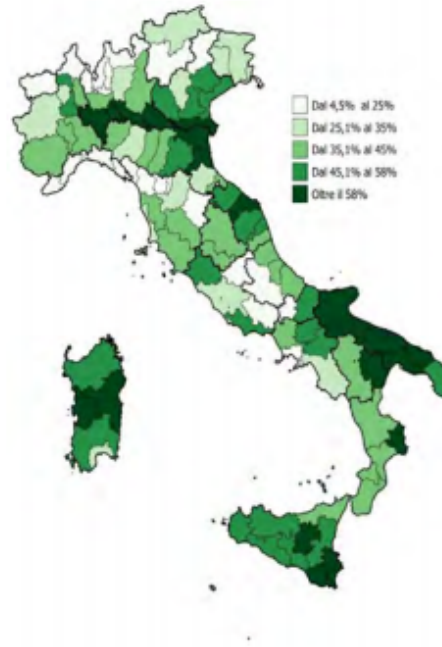 Dal 4,5% al 25%
Dal 25,1% al 35%
Dal 35,1% al 45%
Dal 45,1% al 58%
Oltre il 58%